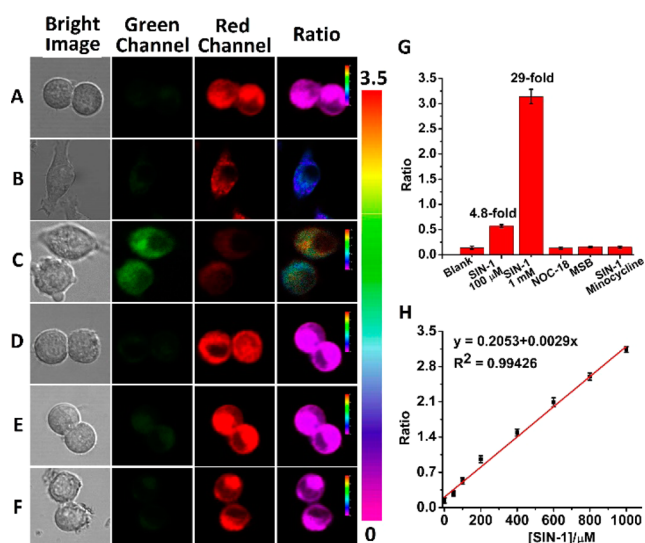 Bright Image
Green Channel
Red Channel
Ratio
A
B
C
D
E
F
3.5
0
G
Ratio
3.5
3.0
2.5
2.0
1.5
1.0
0.5
0.0
4.8-fold
29-fold
Blank
SIN-1 100 μM
SIN-1 1 mM
NOC-18
MSB
SIN-1 Minocycline
H
Ratio
3.5
2.8
2.1
1.4
0.7
0.0
y = 0.2053+0.0029x
R² = 0.99426
0 200 400 600 800 1000
[SIN-1]/μM